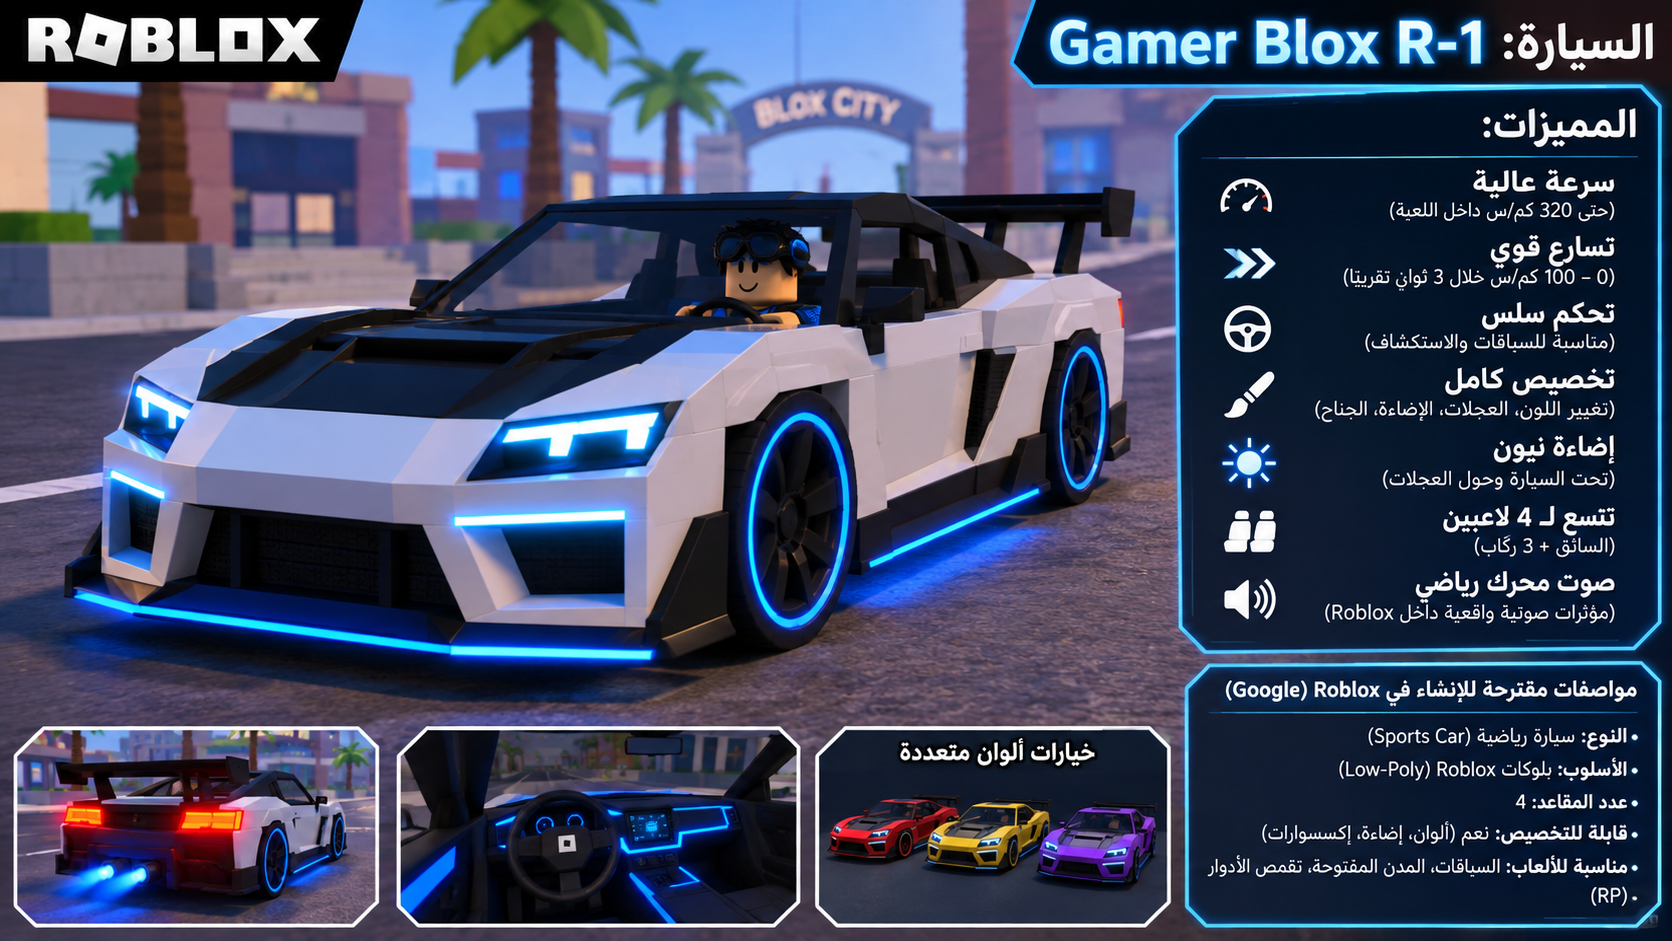 ROBLOX
السيارة: Gamer Blox R-1
BLOX CITY
المميزات:
سرعة عالية
(حتى 320 كم/س داخل اللعبة)
تسارع قوي
(0 – 100 كم/س خلال 3 ثوانٍ تقريبًا)
تحكم سلس
(متاسبة للسباقات والاستكشاف)
تخصيص كامل
(تغيير اللون، العجلات، الإضاءة، الجناح)
إضاءة نيون
(تحت السيارة وحول العجلات)
تتسع لـ 4 لاعبين
(السائق + 3 ركّاب)
صوت محرك رياضي
(مؤثرات صوتية واقعية داخل Roblox)
مواصفات مقترحة للإنشاء في Roblox (Google)
• النوع: سيارة رياضية (Sports Car)
• الأسلوب: بلوكات Roblox (Low-Poly)
• عدد المقاعد: 4
• قابلة للتخصيص: نعم (ألوان، إضاءة، إكسسوارات)
• مناسبة للألعاب: السياقات، المدن المفتوحة، تقمص الأدوار
• (RP)
خيارات ألوان متعددة